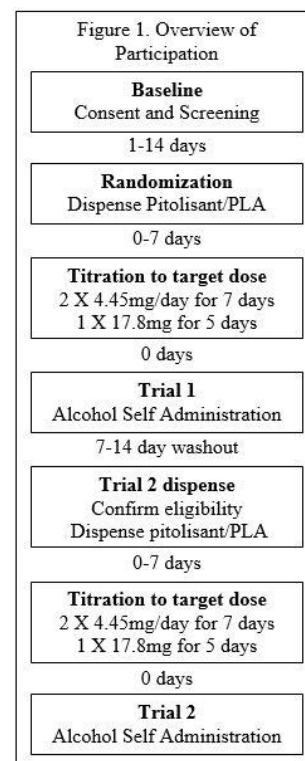 Figure 1. Overview of
Participation
Baseline
Consent and Screening
1-14 days
Randomization
Dispense Pitolisant/PLA
0-7 days
Titration to target dose
2 X 4.45mg/day for 7 days
1 X 17.8mg for 5 days
0 days
Trial 1
Alcohol Self Administration
7-14 day washout
Trial 2 dispense
Confirm eligibility
Dispense pitolisant/PLA
0-7 days
Titration to target dose
2 X 4.45mg/day for 7 days
1 X 17.8mg for 5 days
0 days
Trial 2
Alcohol Self Administration